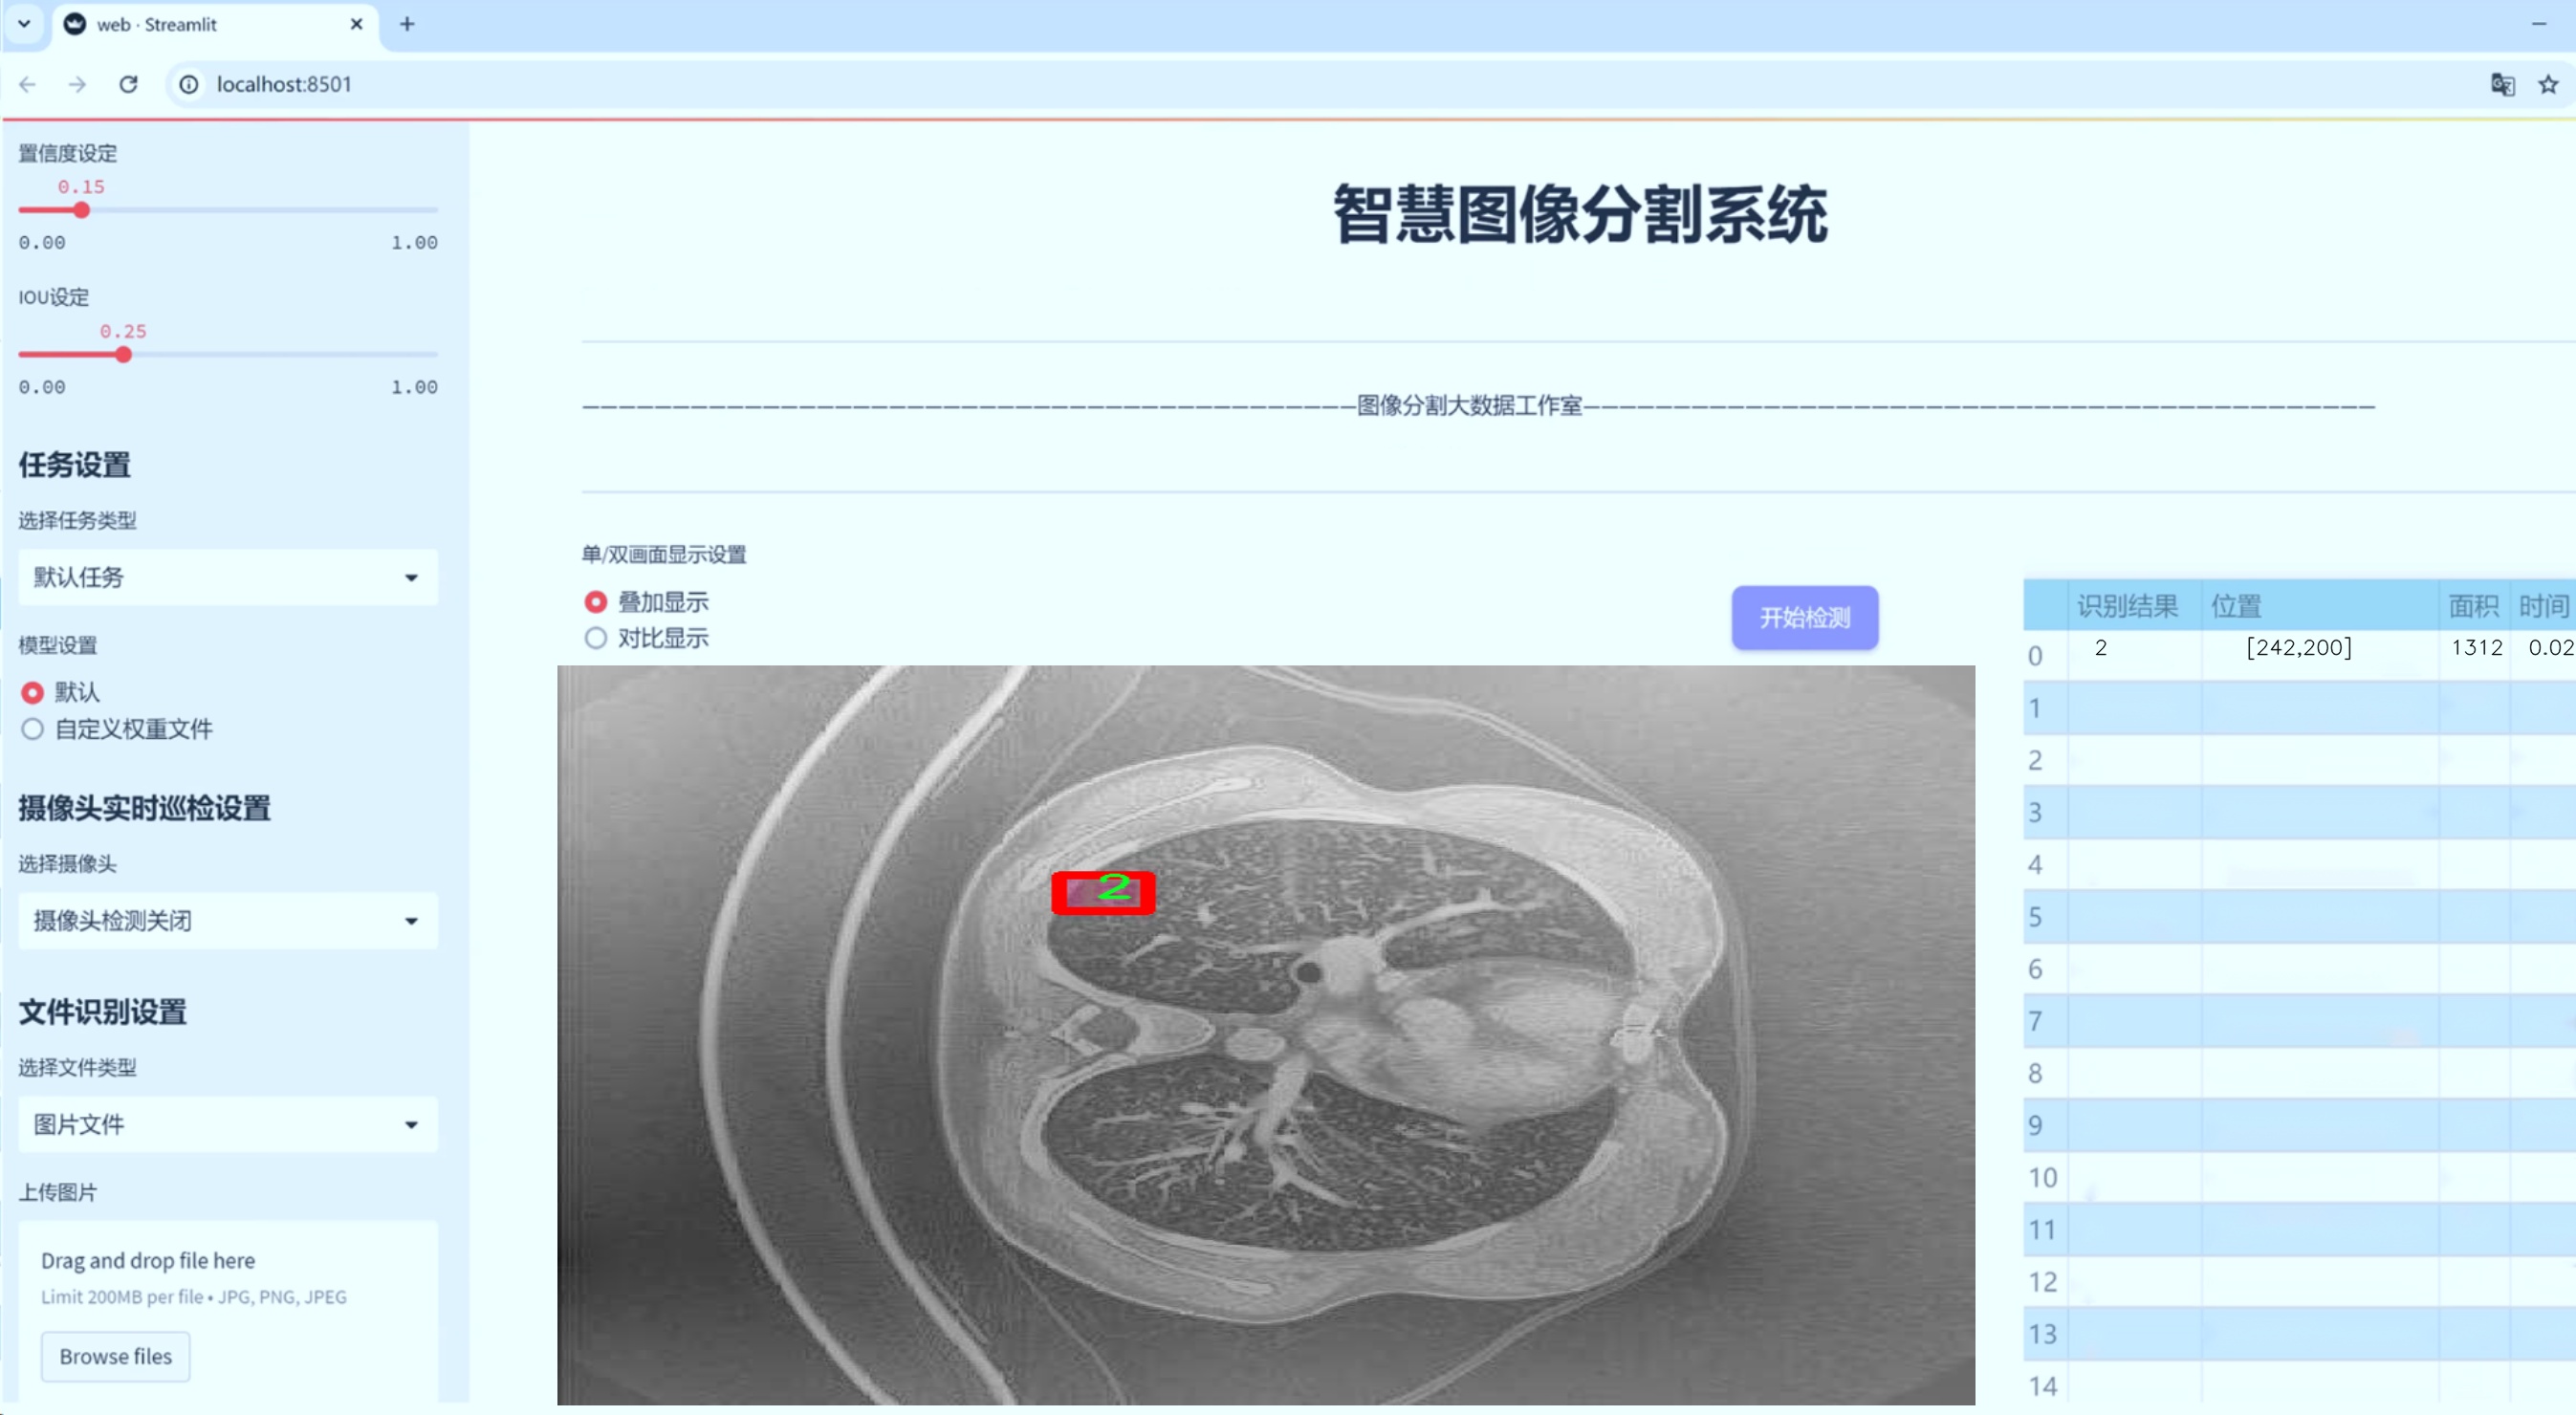 web · Streamlit
localhost:8501
置信度设定
0.15
0.00 1.00
IOU设定
0.25
0.00 1.00
任务设置
选择任务类型
默认任务
模型设置
默认
自定义权重文件
摄像头实时巡检设置
选择摄像头
摄像头检测关闭
文件识别设置
选择文件类型
图片文件
上传图片
Drag and drop file here
Limit 200MB per file • JPG, PNG, JPEG
Browse files
智慧图像分割系统
———————————————————————————————————————————图像分割大数据工作室————————————————————————————————————————————
单/双画面显示设置
叠加显示
对比显示
开始检测
2
识别结果 位置 面积 时间
0 2 [242,200] 1312 0.02
1
2
3
4
5
6
7
8
9
10
11
12
13
14